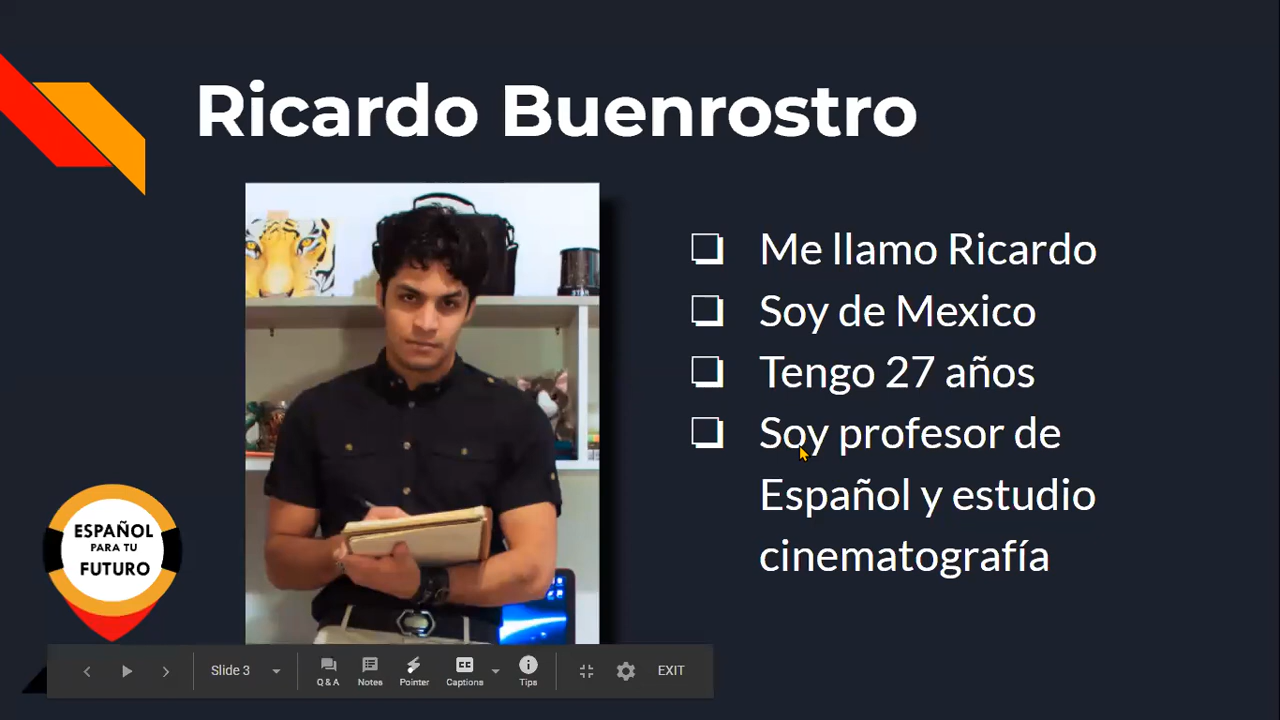 Ricardo Buenrostro
Me llamo Ricardo
Soy de Mexico
Tengo 27 años
Soy profesor de
Español y estudio
cinematografía
ESPAÑOL
PARA TU
FUTURO
Slide 3
Q & A
Notes
Pointer
Captions
Tips
EXIT